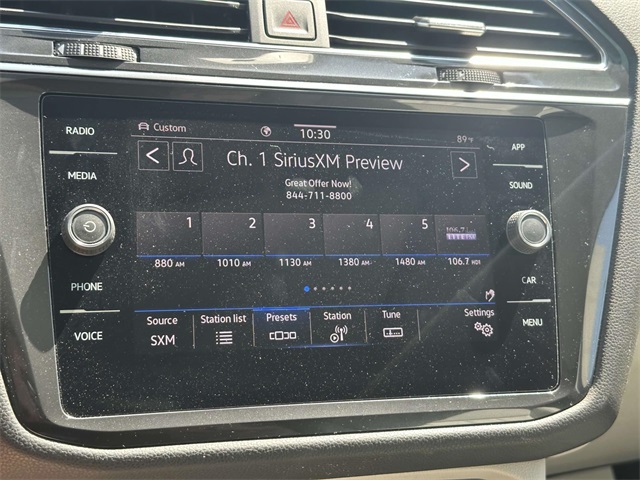 RADIO
MEDIA
PHONE
VOICE
Custom
10:30
89°F
Ch. 1 SiriusXM Preview
Great Offer Now!
844-711-8800
1 2 3 4 5 106.7
880 AM 1010 AM 1130 AM 1380 AM 1480 AM 106.7 HD1
Source Station list Presets Station Tune Settings
SXM
APP
SOUND
CAR
MENU